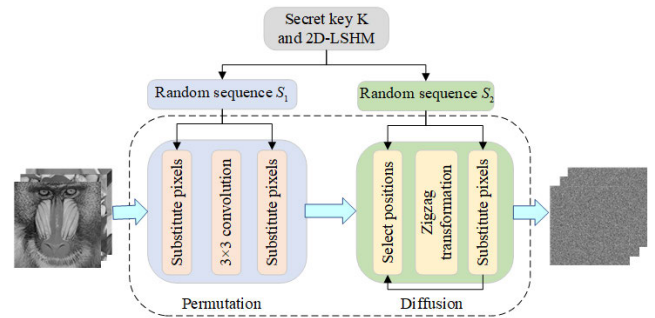 Secret key K
and 2D-LSHM
Random sequence S₁
Random sequence S₂
Substitute pixels
3×3 convolution
Substitute pixels
Select positions
Zigzag
transformation
Substitute pixels
Permutation
Diffusion